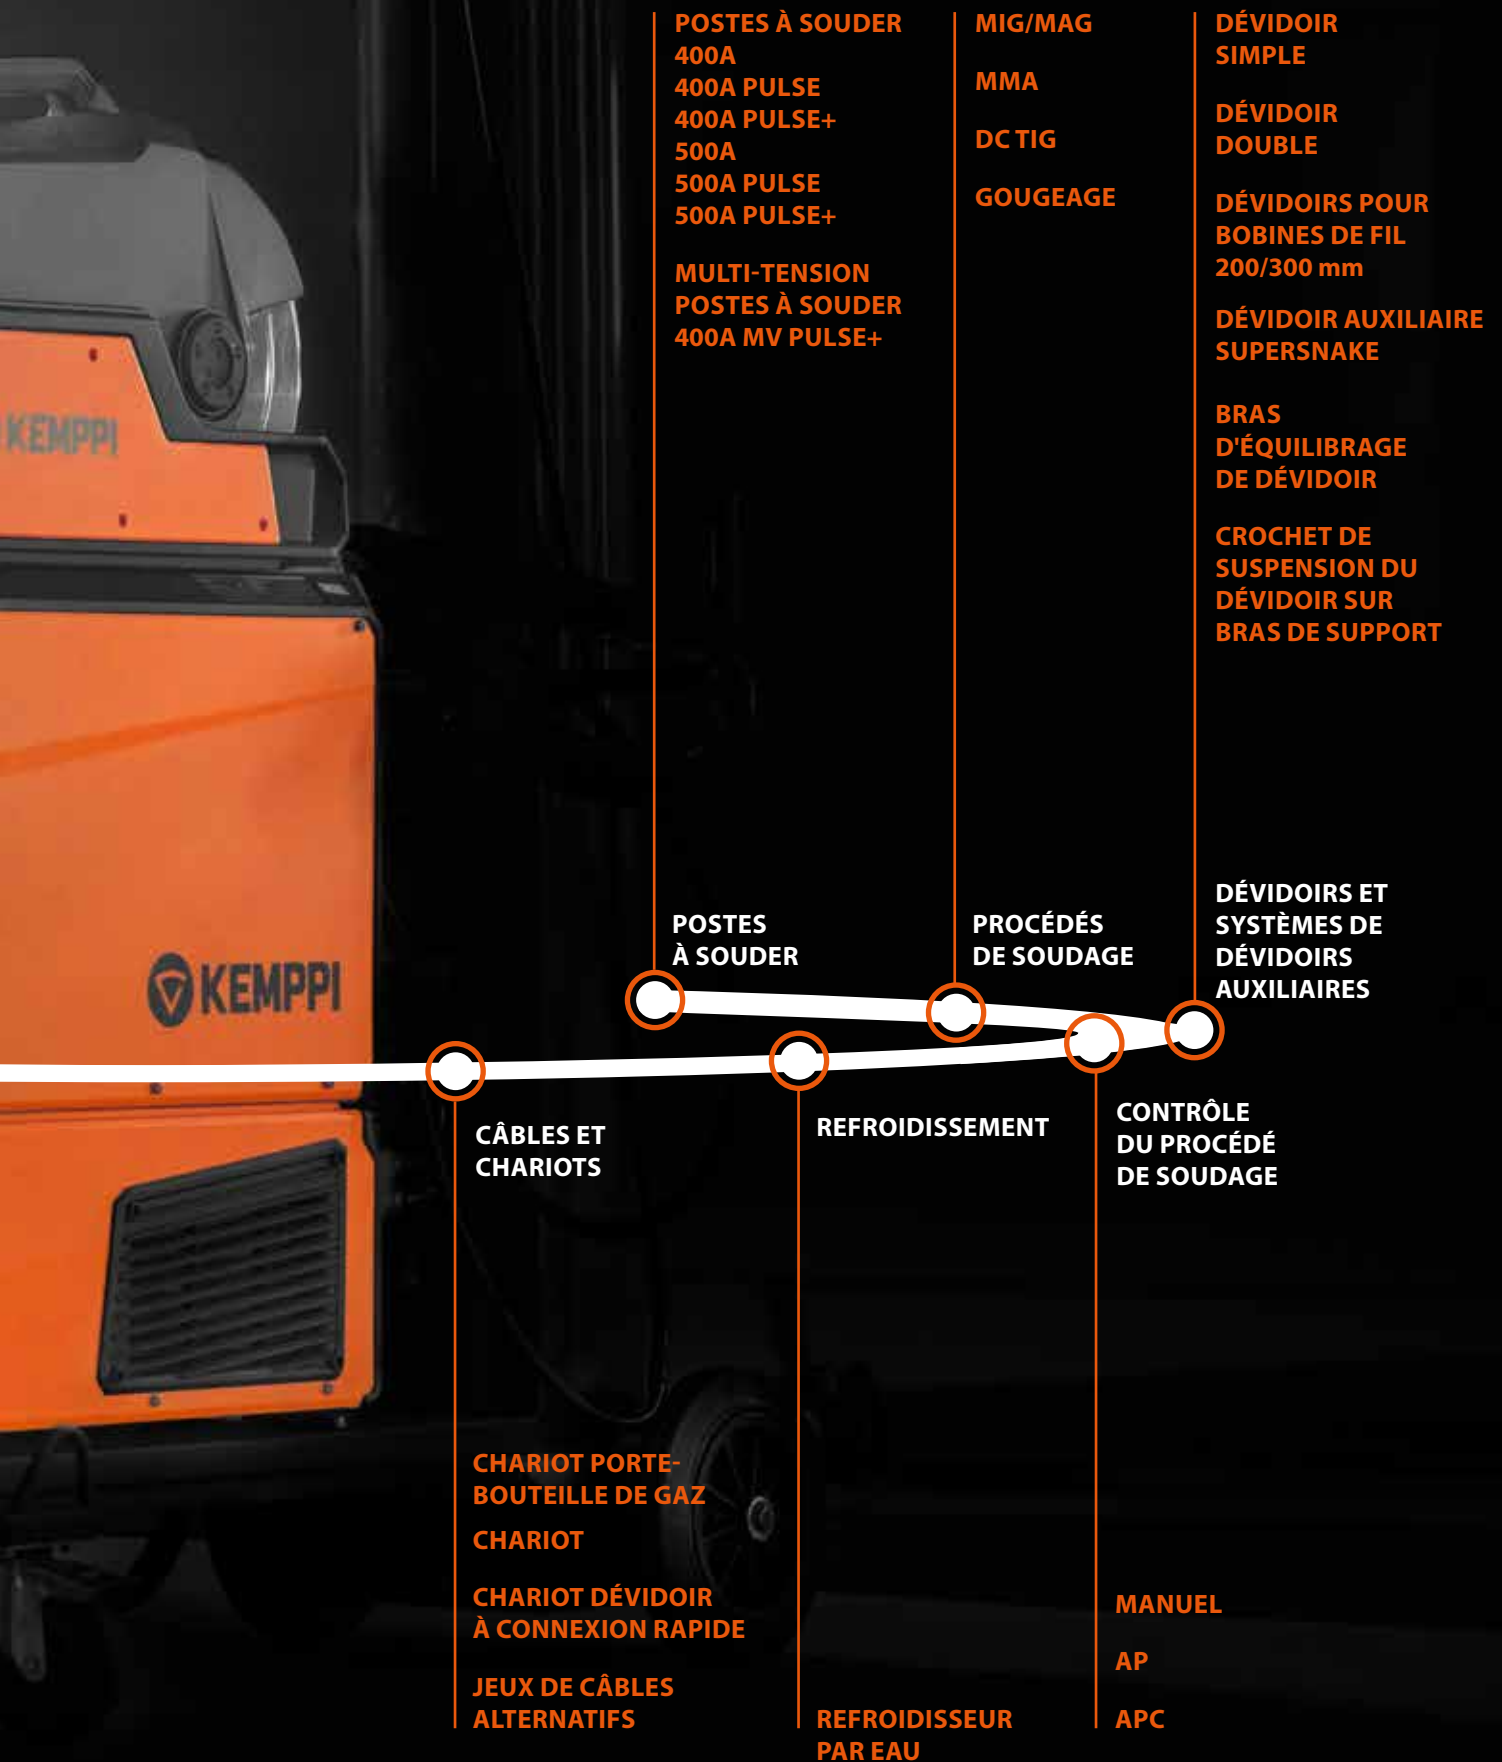 POSTES À SOUDER
400A
400A PULSE
400A PULSE+
500A
500A PULSE
500A PULSE+
MULTI-TENSION
POSTES À SOUDER
400A MV PULSE+
MIG/MAG
MMA
DC TIG
GOUGEAGE
DÉVIDOIR
SIMPLE
DÉVIDOIR
DOUBLE
DÉVIDOIRS POUR
BOBINES DE FIL
200/300 mm
DÉVIDOIR AUXILIAIRE
SUPERSNAKE
BRAS
D'ÉQUILIBRAGE
DE DÉVIDOIR
CROCHET DE
SUSPENSION DU
DÉVIDOIR SUR
BRAS DE SUPPORT
KEMPPI
KEMPPI
POSTES
À SOUDER
PROCÉDÉS
DE SOUDAGE
DÉVIDOIRS ET
SYSTÈMES DE
DÉVIDOIRS
AUXILIAIRES
CÂBLES ET
CHARIOTS
REFROIDISSEMENT
CONTRÔLE
DU PROCÉDÉ
DE SOUDAGE
CHARIOT PORTE-
BOUTEILLE DE GAZ
CHARIOT
CHARIOT DÉVIDOIR
À CONNEXION RAPIDE
JEUX DE CÂBLES
ALTERNATIFS
REFROIDISSEUR
PAR EAU
MANUEL
AP
APC